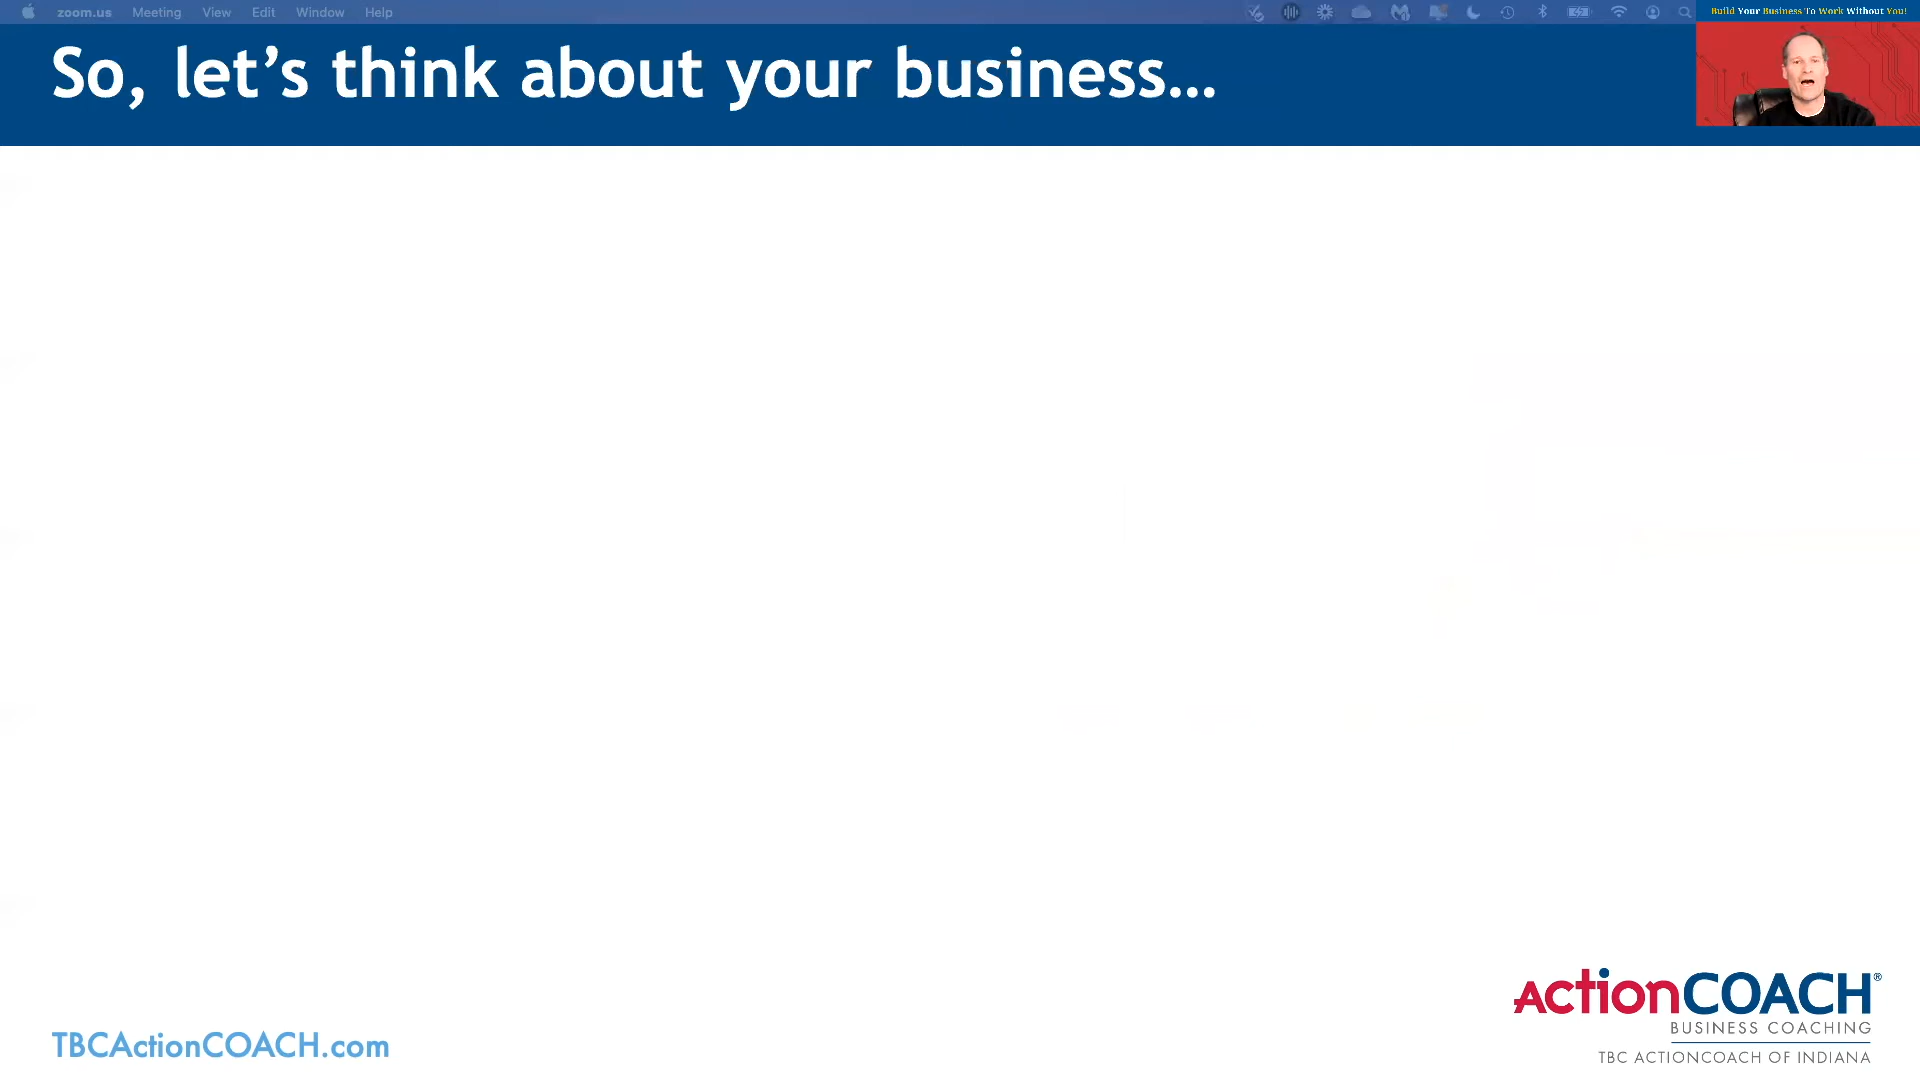 zoom.us Meeting View Edit Window Help
Build Your Business To Work Without You!
So, let’s think about your business…
actionCOACH®
BUSINESS COACHING
TBC ACTIONCOACH OF INDIANA
TBCActionCOACH.com